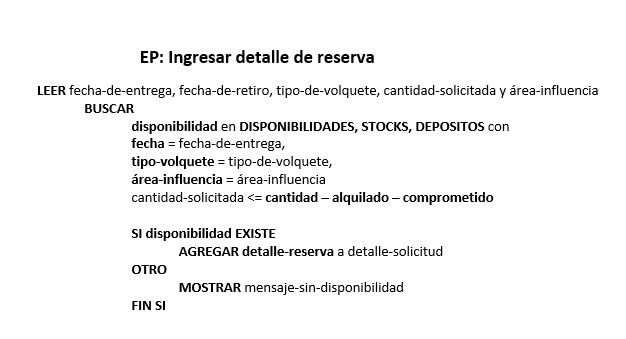 EP: Ingresar detalle de reserva
LEER fecha-de-entrega, fecha-de-retiro, tipo-de-volquete, cantidad-solicitada y área-influencia
BUSCAR
disponibilidad en DISPONIBILIDADES, STOCKS, DEPOSITOS con
fecha = fecha-de-entrega,
tipo-volquete = tipo-de-volquete,
área-influencia = área-influencia
cantidad-solicitada <= cantidad – alquilado – comprometido
SI disponibilidad EXISTE
AGREGAR detalle-reserva a detalle-solicitud
OTRO
MOSTRAR mensaje-sin-disponibilidad
FIN SI